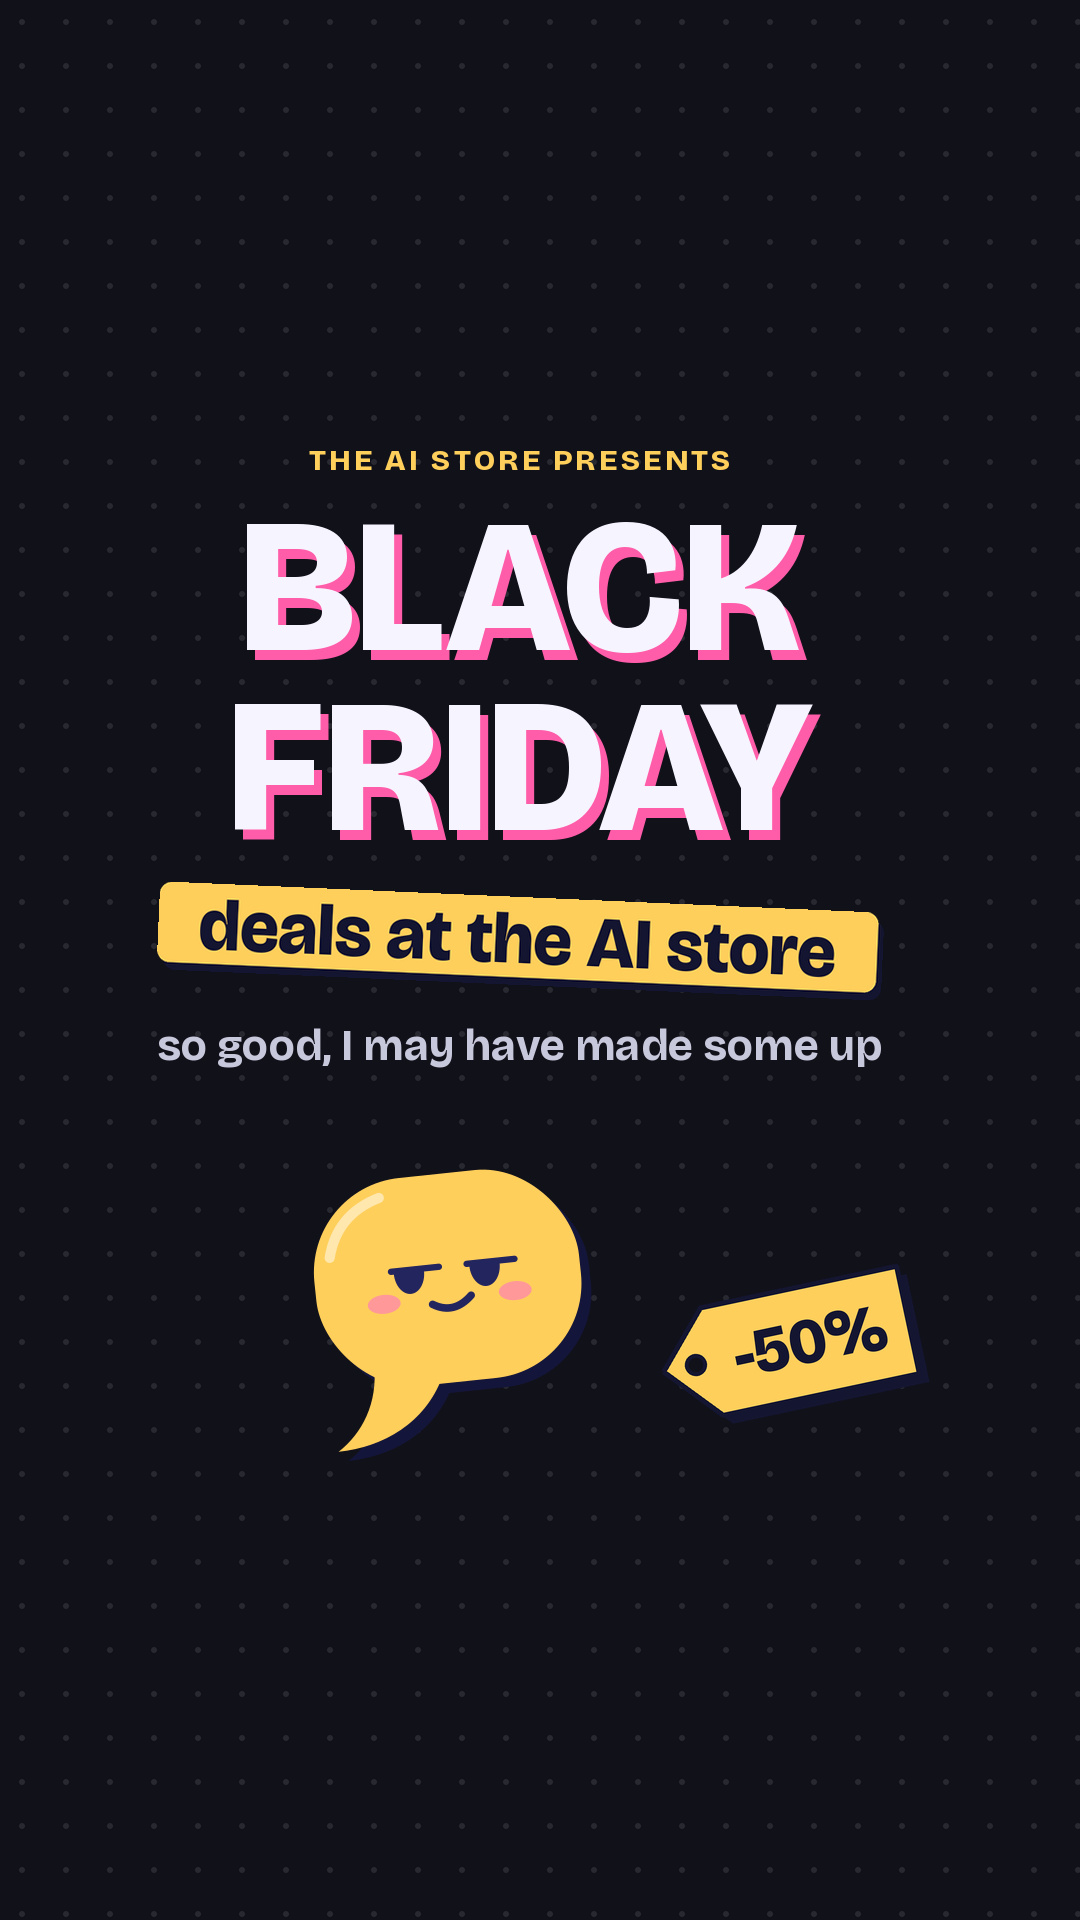 THE AI STORE PRESENTS
BLACK
FRIDAY
deals at the AI store
so good, I may have made some up
-50%